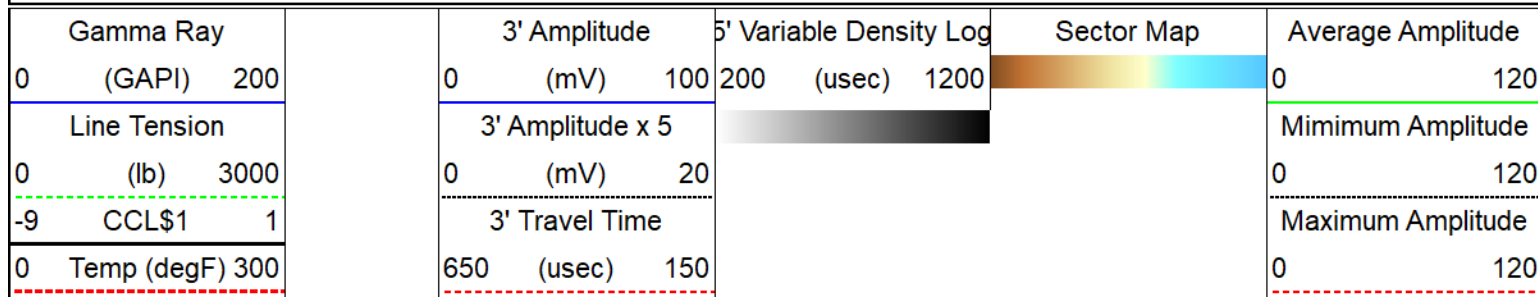 Gamma Ray
0 (GAPI) 200
Line Tension
0 (lb) 3000
-9 CCL$1 1
0 Temp (degF) 300
3' Amplitude
0 (mV) 100
3' Amplitude x 5
0 (mV) 20
3' Travel Time
650 (usec) 150
5' Variable Density Log
200 (usec) 1200
Sector Map
Average Amplitude
0 120
Mimimum Amplitude
0 120
Maximum Amplitude
0 120